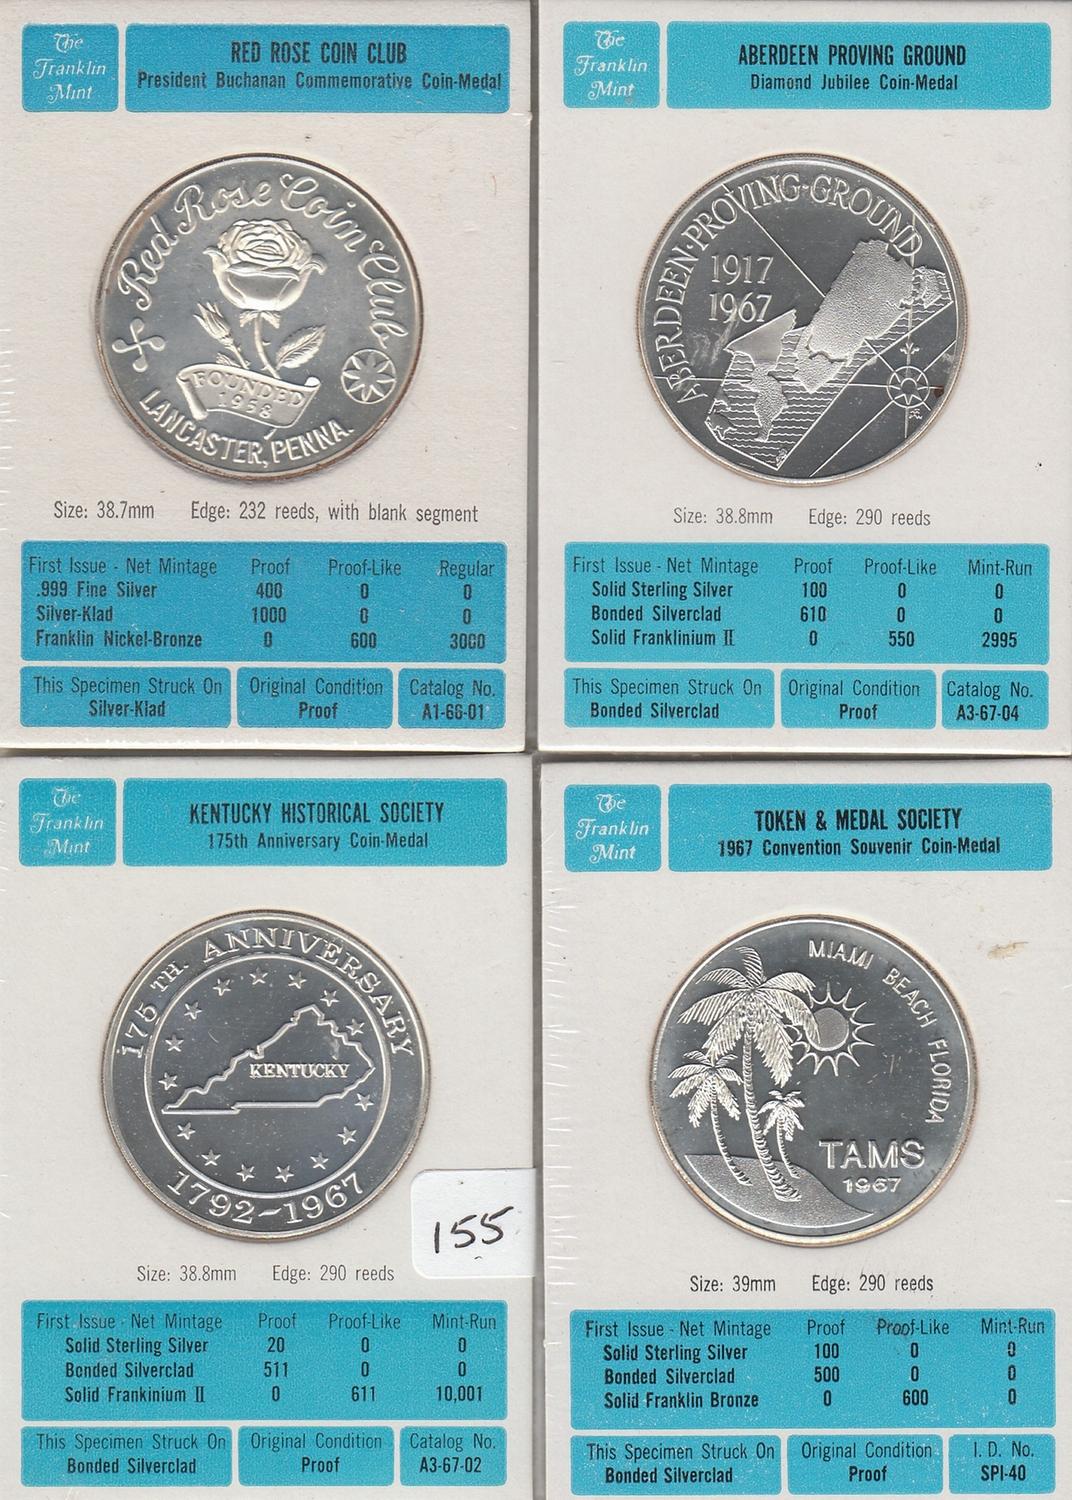 The
Franklin
Mint
RED ROSE COIN CLUB
President Buchanan Commemorative Coin-Medal
Red Rose Coin Club
FOUNDED
1958
LANCASTER, PENNA.
Size: 38.7mm Edge: 232 reeds, with blank segment
First Issue - Net Mintage Proof Proof-Like Regular
.999 Fine Silver 400 0 0
Silver-Klad 1000 0 0
Franklin Nickel-Bronze 0 600 3000
This Specimen Struck On
Silver-Klad
Original Condition
Proof
Catalog No.
A1-66-01
The
Franklin
Mint
ABERDEEN PROVING GROUND
Diamond Jubilee Coin-Medal
ABERDEEN·PROVING·GROUND
1917
1967
Size: 38.8mm Edge: 290 reeds
First Issue - Net Mintage Proof Proof-Like Mint-Run
Solid Sterling Silver 100 0 0
Bonded Silverclad 610 0 0
Solid Franklinium II 0 550 2995
This Specimen Struck On
Bonded Silverclad
Original Condition
Proof
Catalog No.
A3-67-04
The
Franklin
Mint
KENTUCKY HISTORICAL SOCIETY
175th Anniversary Coin-Medal
175 TH. ANNIVERSARY
KENTUCKY
1792-1967
155
Size: 38.8mm Edge: 290 reeds
First Issue - Net Mintage Proof Proof-Like Mint-Run
Solid Sterling Silver 20 0 0
Bonded Silverclad 511 0 0
Solid Frankinium II 0 611 10,001
This Specimen Struck On
Bonded Silverclad
Original Condition
Proof
Catalog No.
A3-67-02
The
Franklin
Mint
TOKEN & MEDAL SOCIETY
1967 Convention Souvenir Coin-Medal
MIAMI BEACH FLORIDA
TAMS
1967
Size: 39mm Edge: 290 reeds
First Issue - Net Mintage Proof Proof-Like Mint-Run
Solid Sterling Silver 100 0 0
Bonded Silverclad 500 0 0
Solid Franklin Bronze 0 600 0
This Specimen Struck On
Bonded Silverclad
Original Condition
Proof
I. D. No.
SPI-40